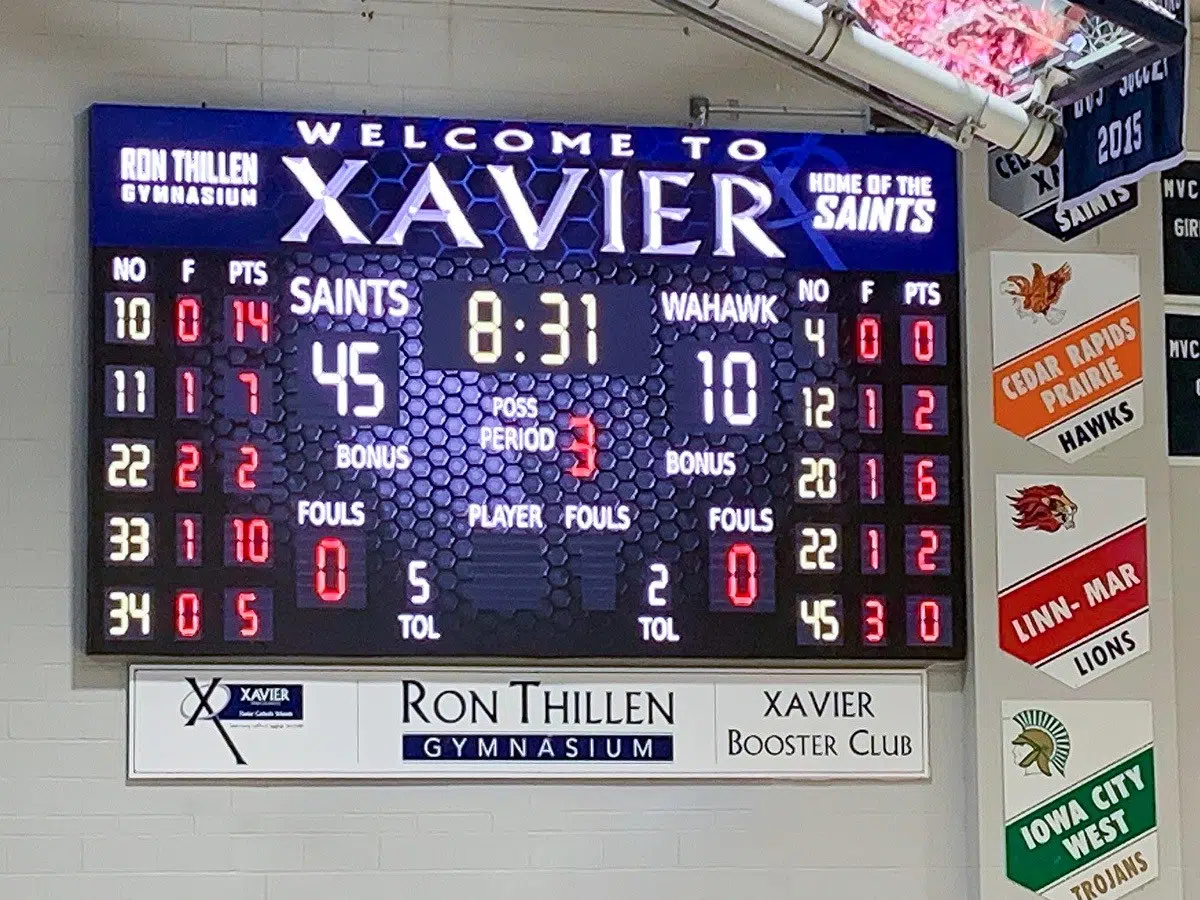 WELCOME TO
XAVIER
RON THILLEN
GYMNASIUM
HOME OF THE
SAINTS
NO F PTS
10 0 14
11 1 7
22 2 2
33 1 10
34 0 5
SAINTS
45
8:31
WAHAWK
10
POSS
PERIOD 3
BONUS
BONUS
FOULS
0
PLAYER FOULS
FOULS
0
5
TOL
2
TOL
NO F PTS
4 0 0
12 1 2
20 1 6
22 1 2
45 3 0
XAVIER
RON THILLEN
GYMNASIUM
XAVIER
BOOSTER CLUB
SOCCER
2015
SAINTS
CEDAR RAPIDS
PRAIRIE
HAWKS
LINN-MAR
LIONS
IOWA CITY
WEST
TROJANS
MVC
MVC